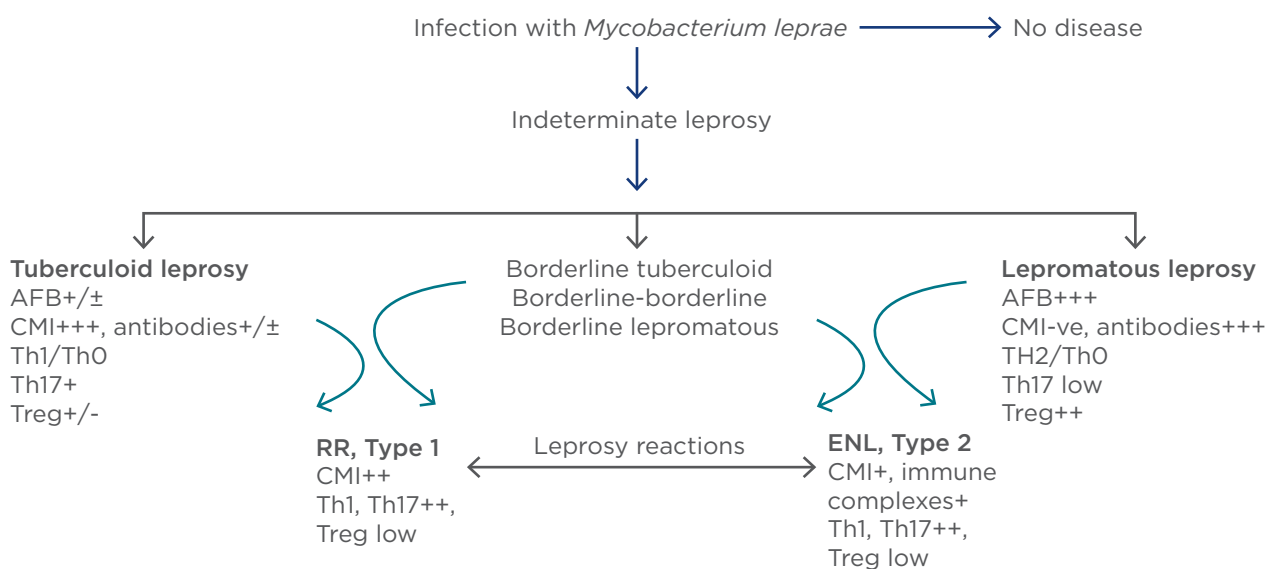 Infection with Mycobacterium leprae
No disease
Indeterminate leprosy
Tuberculoid leprosy
AFB+/±
CMI+++, antibodies+/±
Th1/Th0
Th17+
Treg+/-
Borderline tuberculoid
Borderline-borderline
Borderline lepromatous
Lepromatous leprosy
AFB+++
CMI-ve, antibodies+++
TH2/Th0
Th17 low
Treg++
RR, Type 1
CMI++
Th1, Th17++,
Treg low
Leprosy reactions
ENL, Type 2
CMI+, immune
complexes+
Th1, Th17++,
Treg low